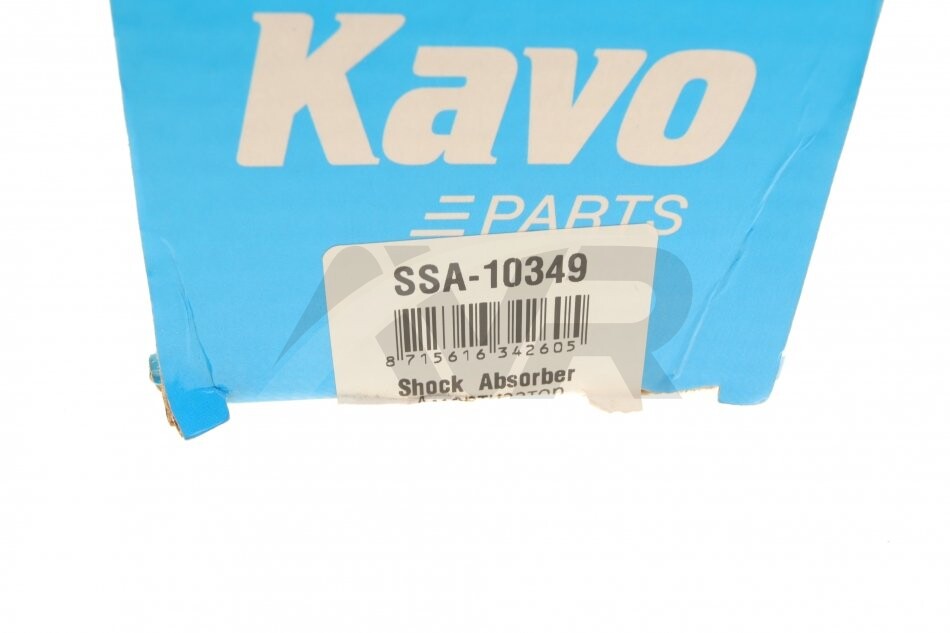 Kavo
PARTS
SSA-10349
8 715616 342605
Shock Absorber